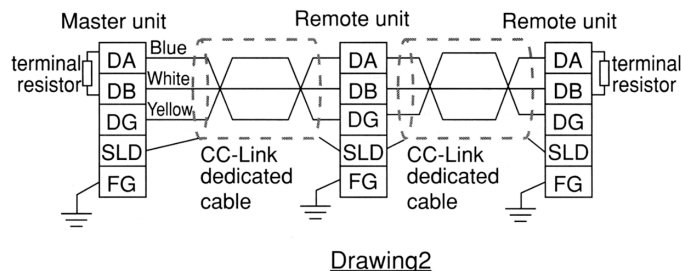 Master unit
Remote unit
Remote unit
terminal
resistor
DA
DB
DG
SLD
FG
Blue
White
Yellow
CC-Link
dedicated
cable
DA
DB
DG
SLD
FG
CC-Link
dedicated
cable
DA
DB
DG
SLD
FG
terminal
resistor
Drawing2